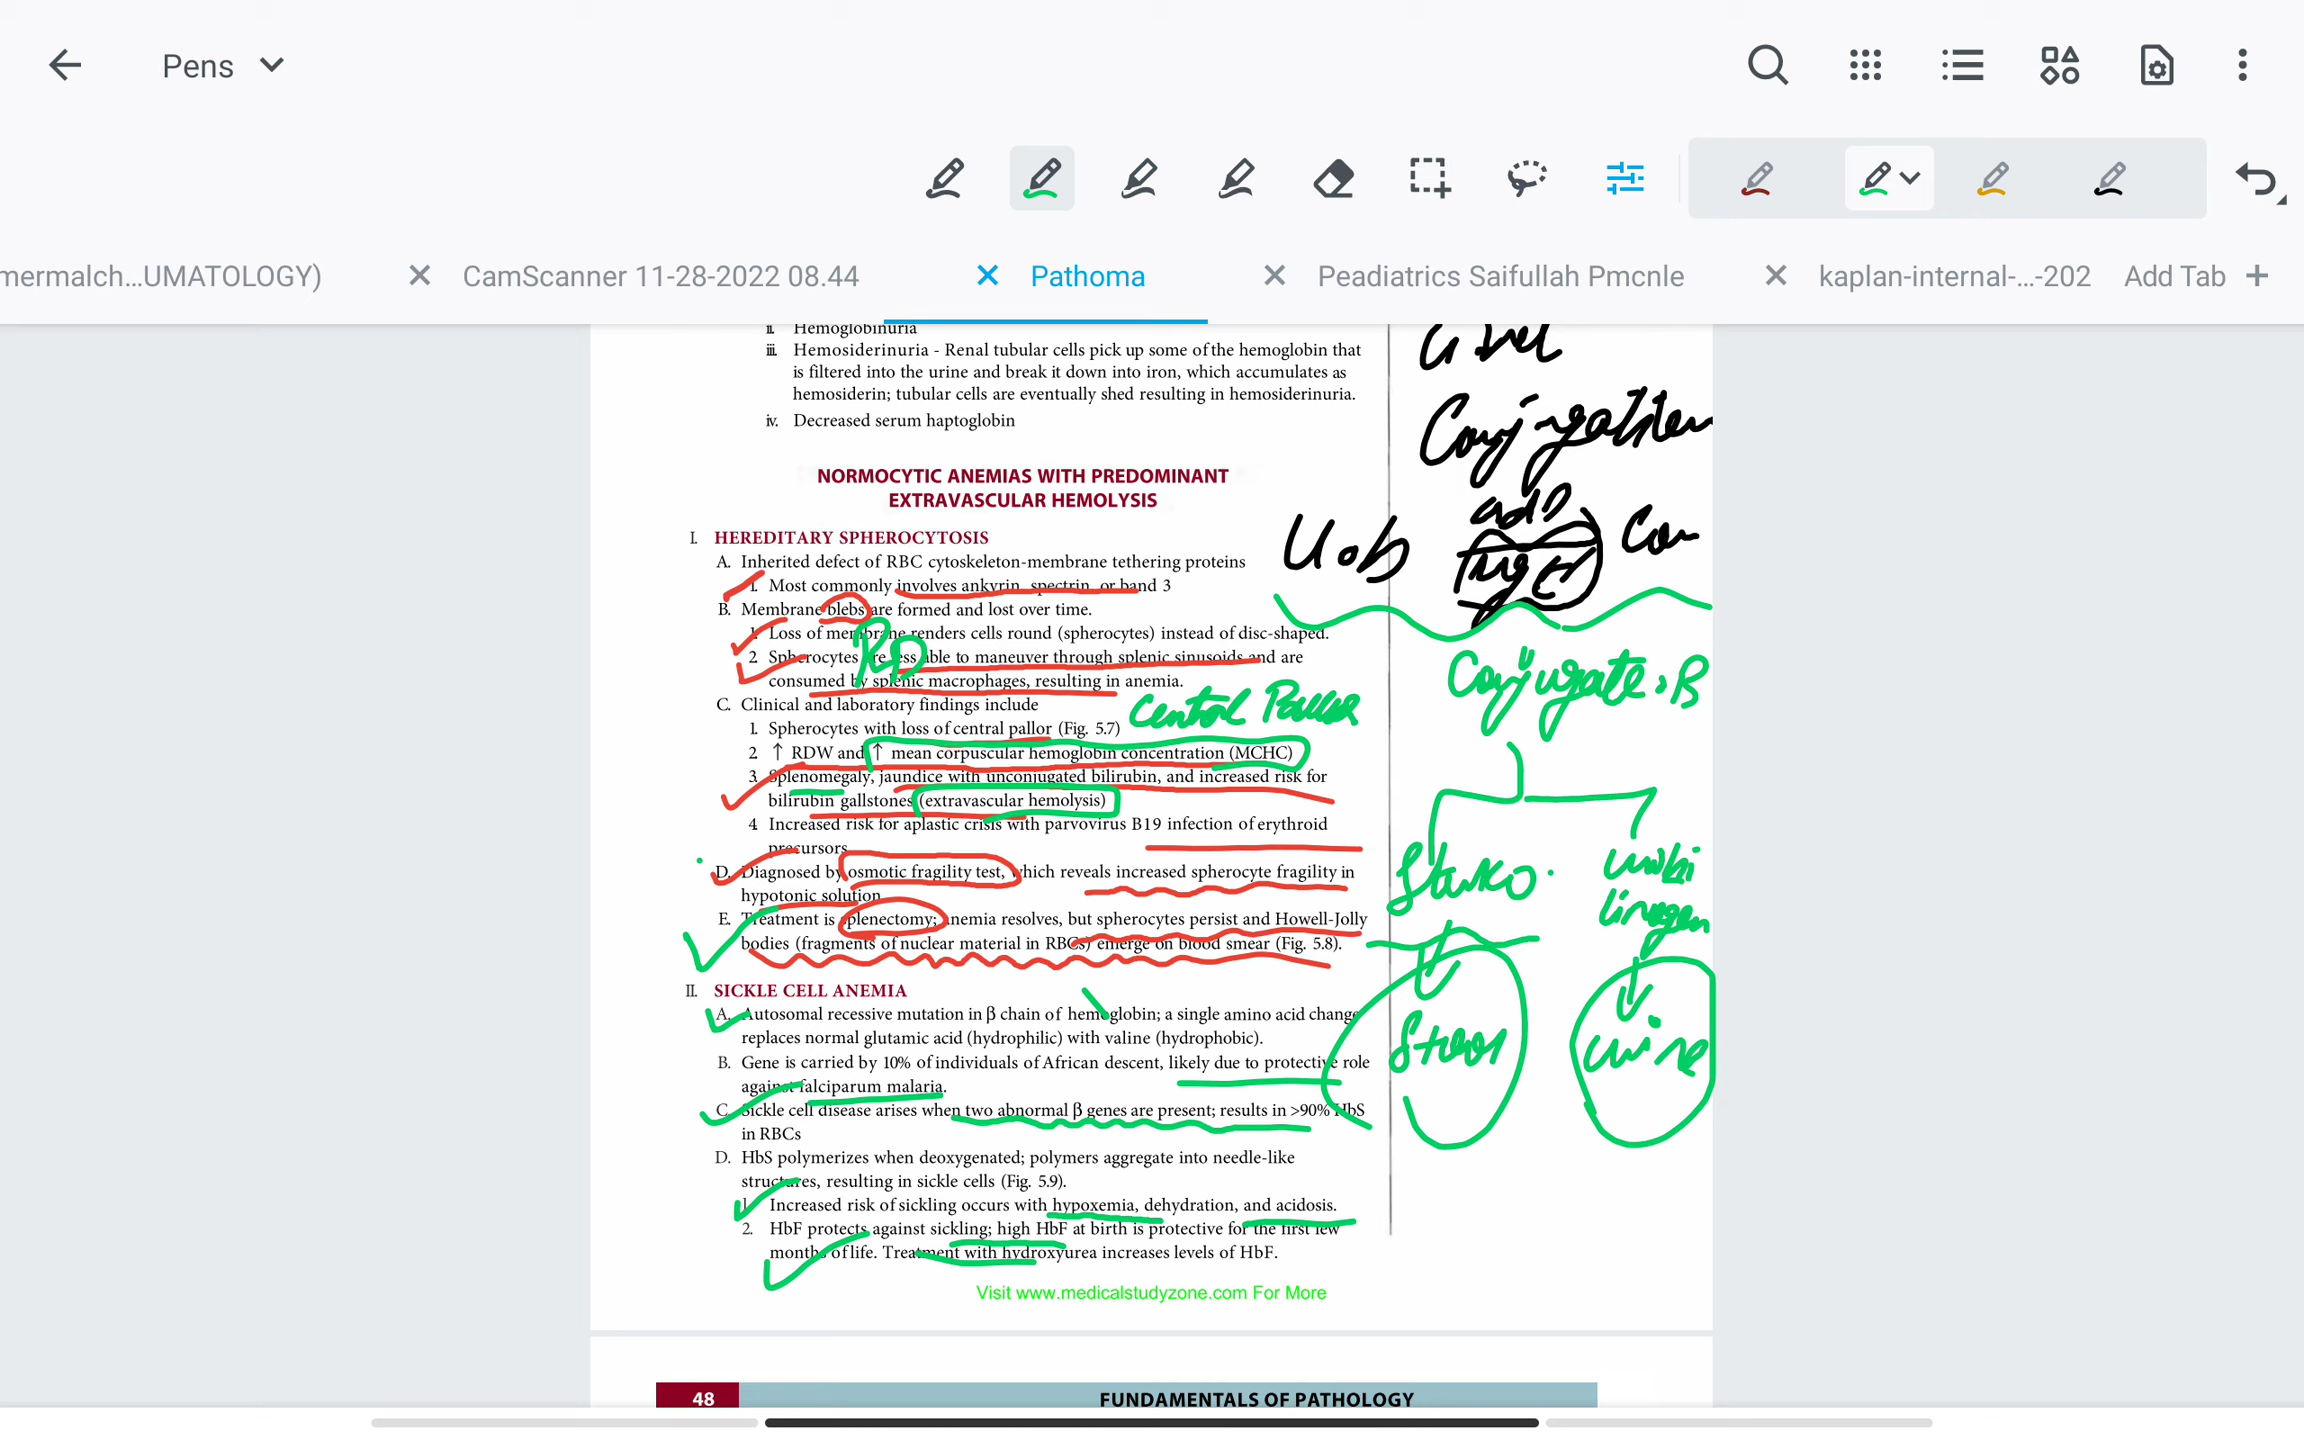 Pens
mermalch...UMATOLOGY)
CamScanner 11-28-2022 08.44
Pathoma
Peadiatrics Saifullah Pmcnle
kaplan-internal-...-202
Add Tab +
ii. Hemoglobinuria
iii. Hemosiderinuria - Renal tubular cells pick up some of the hemoglobin that
is filtered into the urine and break it down into iron, which accumulates as
hemosiderin; tubular cells are eventually shed resulting in hemosiderinuria.
iv. Decreased serum haptoglobin
NORMOCYTIC ANEMIAS WITH PREDOMINANT
EXTRAVASCULAR HEMOLYSIS
I. HEREDITARY SPHEROCYTOSIS
A. Inherited defect of RBC cytoskeleton-membrane tethering proteins
1. Most commonly involves ankyrin, spectrin, or band 3
B. Membrane blebs are formed and lost over time.
1. Loss of membrane renders cells round (spherocytes) instead of disc-shaped.
2 Spherocytes are less able to maneuver through splenic sinusoids and are
consumed by splenic macrophages, resulting in anemia.
C. Clinical and laboratory findings include
1. Spherocytes with loss of central pallor (Fig. 5.7)
2 ↑ RDW and ↑ mean corpuscular hemoglobin concentration (MCHC)
3. Splenomegaly, jaundice with unconjugated bilirubin, and increased risk for
bilirubin gallstones (extravascular hemolysis)
4 Increased risk for aplastic crisis with parvovirus B19 infection of erythroid
precursors
D. Diagnosed by osmotic fragility test, which reveals increased spherocyte fragility in
hypotonic solution
E. Treatment is splenectomy; anemia resolves, but spherocytes persist and Howell-Jolly
bodies (fragments of nuclear material in RBCs) emerge on blood smear (Fig. 5.8).
II. SICKLE CELL ANEMIA
A. Autosomal recessive mutation in β chain of hemoglobin; a single amino acid change
replaces normal glutamic acid (hydrophilic) with valine (hydrophobic).
B. Gene is carried by 10% of individuals of African descent, likely due to protective role
against falciparum malaria.
C. Sickle cell disease arises when two abnormal β genes are present; results in >90% HbS
in RBCs
D. HbS polymerizes when deoxygenated; polymers aggregate into needle-like
structures, resulting in sickle cells (Fig. 5.9).
1. Increased risk of sickling occurs with hypoxemia, dehydration, and acidosis.
2. HbF protects against sickling; high HbF at birth is protective for the first few
months of life. Treatment with hydroxyurea increases levels of HbF.
Uob
Con
Central Pallor
Conjugate. B
Sterko.
urobi
linogen
urine
Visit www.medicalstudyzone.com For More
48 FUNDAMENTALS OF PATHOLOGY